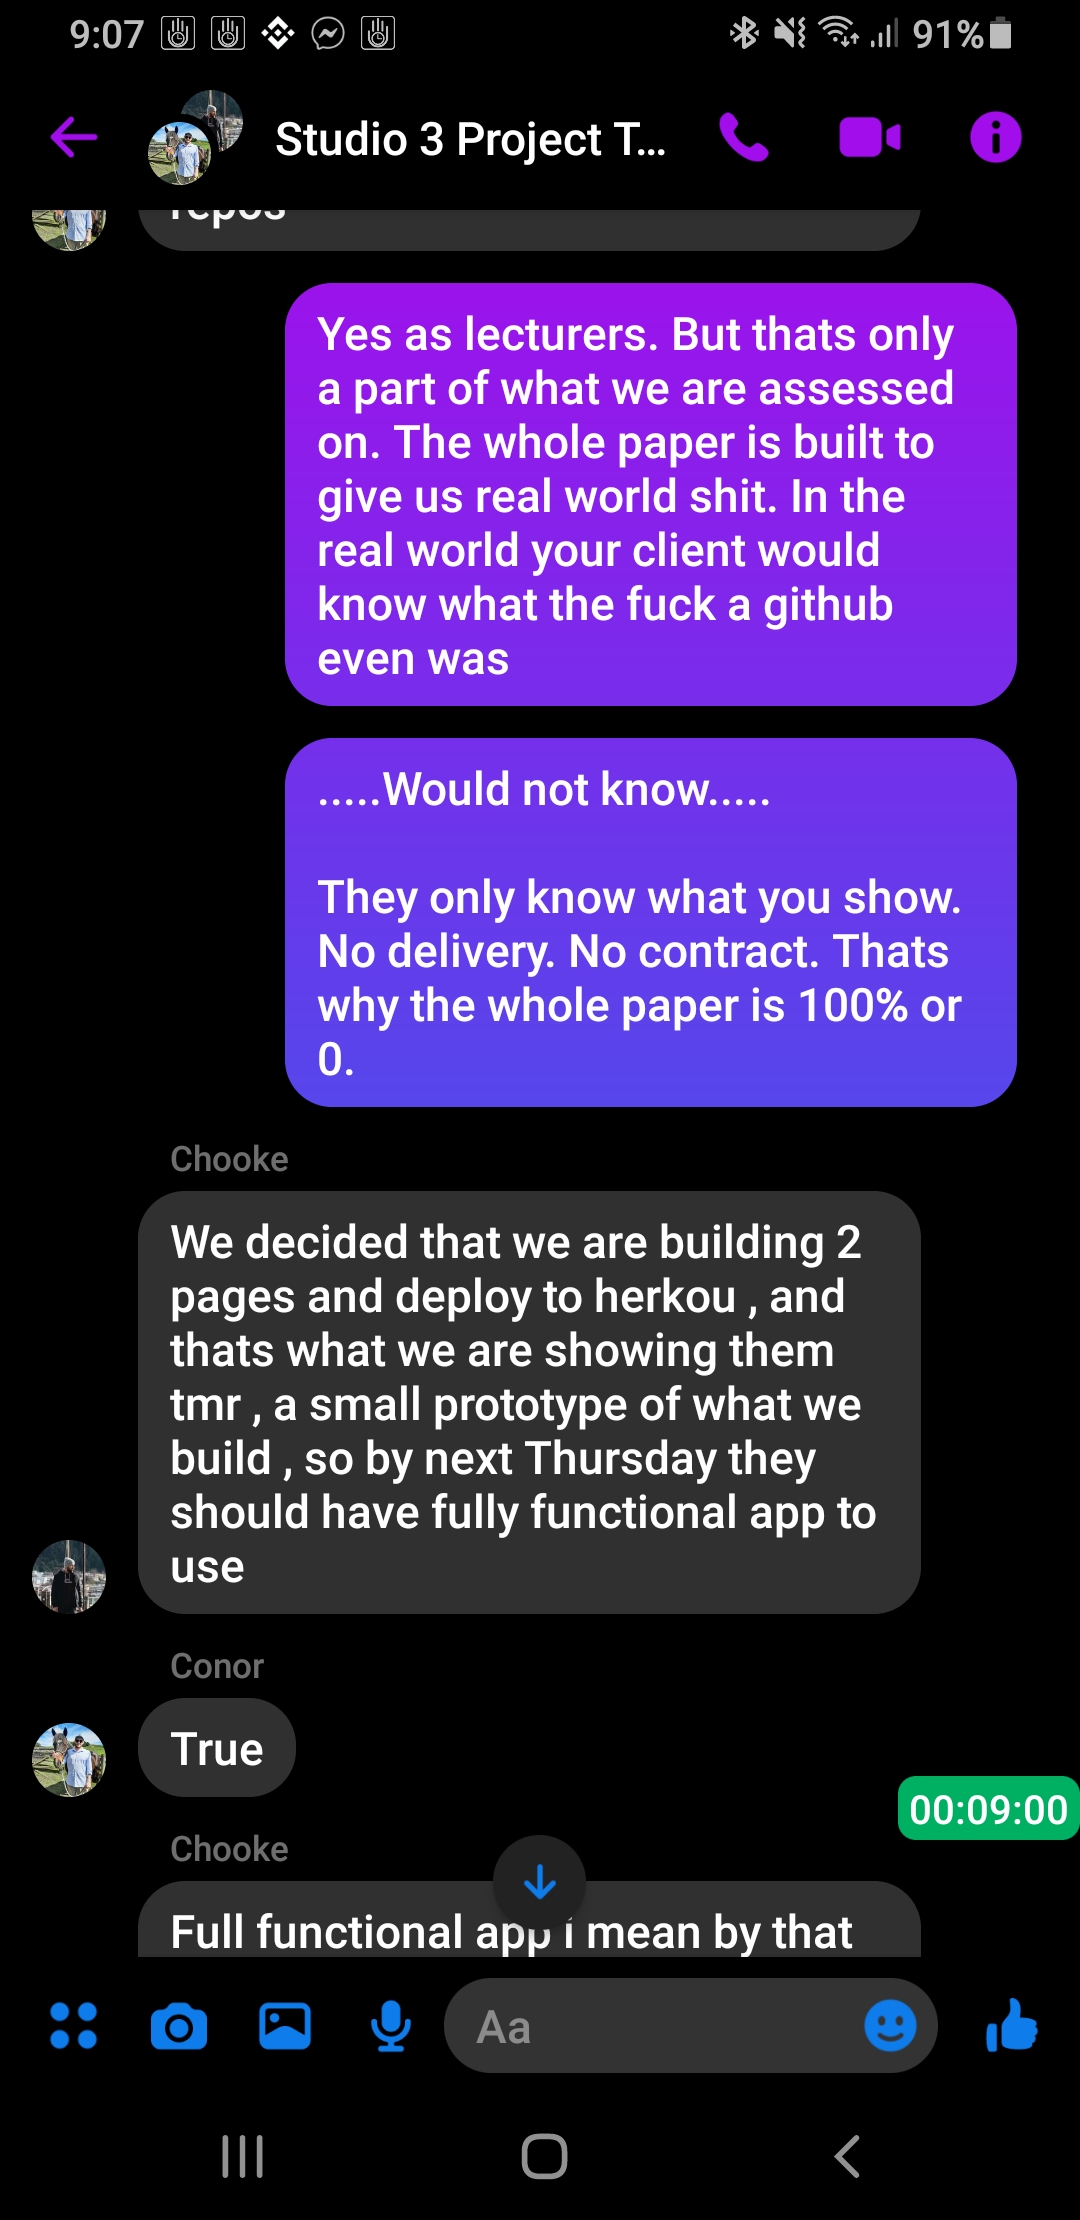 9:07
91%
Studio 3 Project T...
repos
Yes as lecturers. But thats only
a part of what we are assessed
on. The whole paper is built to
give us real world shit. In the
real world your client would
know what the fuck a github
even was
.....Would not know.....
They only know what you show.
No delivery. No contract. Thats
why the whole paper is 100% or
0.
Chooke
We decided that we are building 2
pages and deploy to herkou , and
thats what we are showing them
tmr , a small prototype of what we
build , so by next Thursday they
should have fully functional app to
use
Conor
True
00:09:00
Chooke
Full functional app i mean by that
Aa